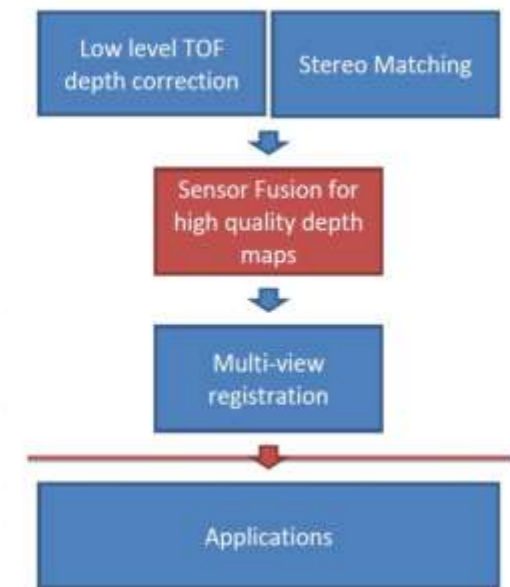 Low level TOF
depth correction
Stereo Matching
Sensor Fusion for
high quality depth
maps
Multi-view
registration
Applications